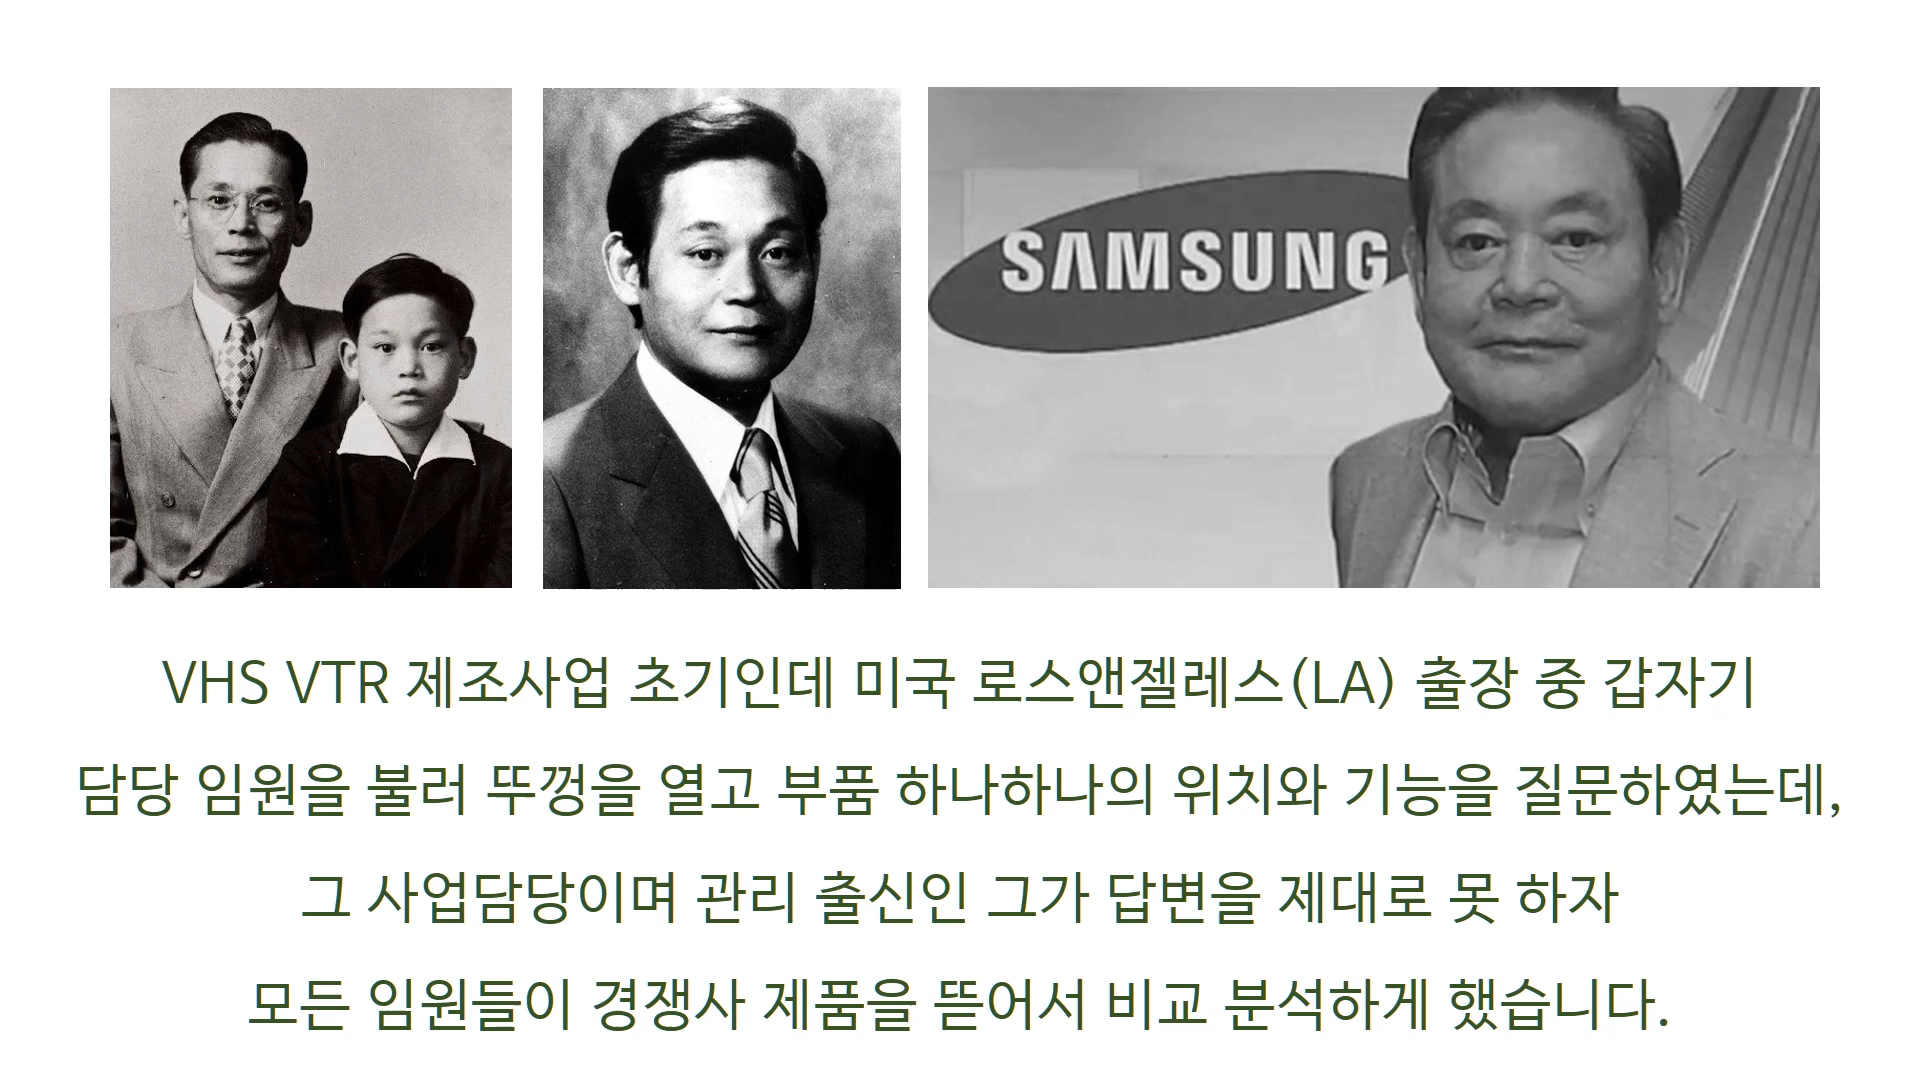 SAMSUNG
VHS VTR 제조사업 초기인데 미국 로스앤젤레스(LA) 출장 중 갑자기
담당 임원을 불러 뚜껑을 열고 부품 하나하나의 위치와 기능을 질문하였는데,
그 사업담당이며 관리 출신인 그가 답변을 제대로 못 하자
모든 임원들이 경쟁사 제품을 뜯어서 비교 분석하게 했습니다.